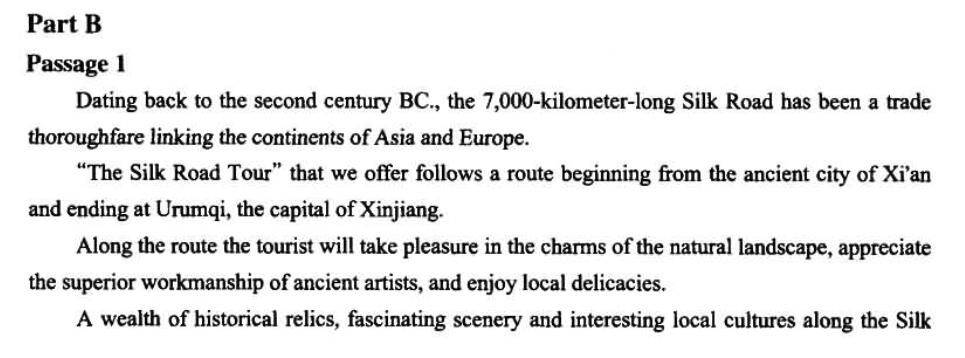 Part B
Passage 1
Dating back to the second century BC., the 7,000-kilometer-long Silk Road has been a trade
thoroughfare linking the continents of Asia and Europe.
“The Silk Road Tour” that we offer follows a route beginning from the ancient city of Xi'an
and ending at Urumqi, the capital of Xinjiang.
Along the route the tourist will take pleasure in the charms of the natural landscape, appreciate
the superior workmanship of ancient artists, and enjoy local delicacies.
A wealth of historical relics, fascinating scenery and interesting local cultures along the Silk